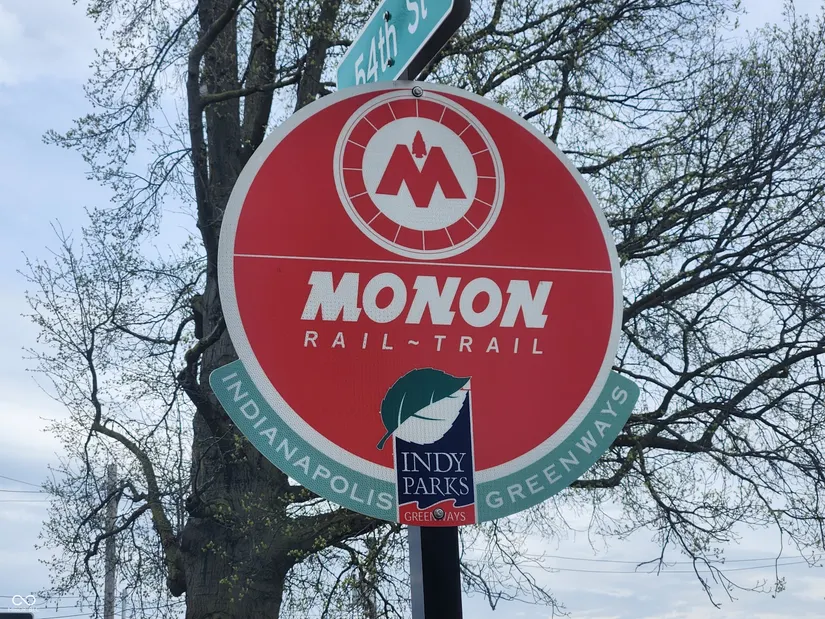 54th St
M
MONON
RAIL~TRAIL
INDIANAPOLIS GREENWAYS
INDY
PARKS
GREENWAYS